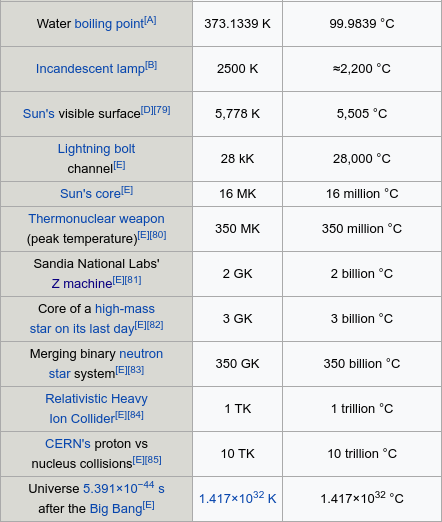 Water boiling point[A] 373.1339 K 99.9839 °C
Incandescent lamp[B] 2500 K ≈2,200 °C
Sun's visible surface[D][79] 5,778 K 5,505 °C
Lightning bolt
channel[E] 28 kK 28,000 °C
Sun's core[E] 16 MK 16 million °C
Thermonuclear weapon
(peak temperature)[E][80] 350 MK 350 million °C
Sandia National Labs'
Z machine[E][81] 2 GK 2 billion °C
Core of a high-mass
star on its last day[E][82] 3 GK 3 billion °C
Merging binary neutron
star system[E][83] 350 GK 350 billion °C
Relativistic Heavy
Ion Collider[E][84] 1 TK 1 trillion °C
CERN's proton vs
nucleus collisions[E][85] 10 TK 10 trillion °C
Universe 5.391×10⁻⁴⁴ s
after the Big Bang[E] 1.417×10³² K 1.417×10³² °C